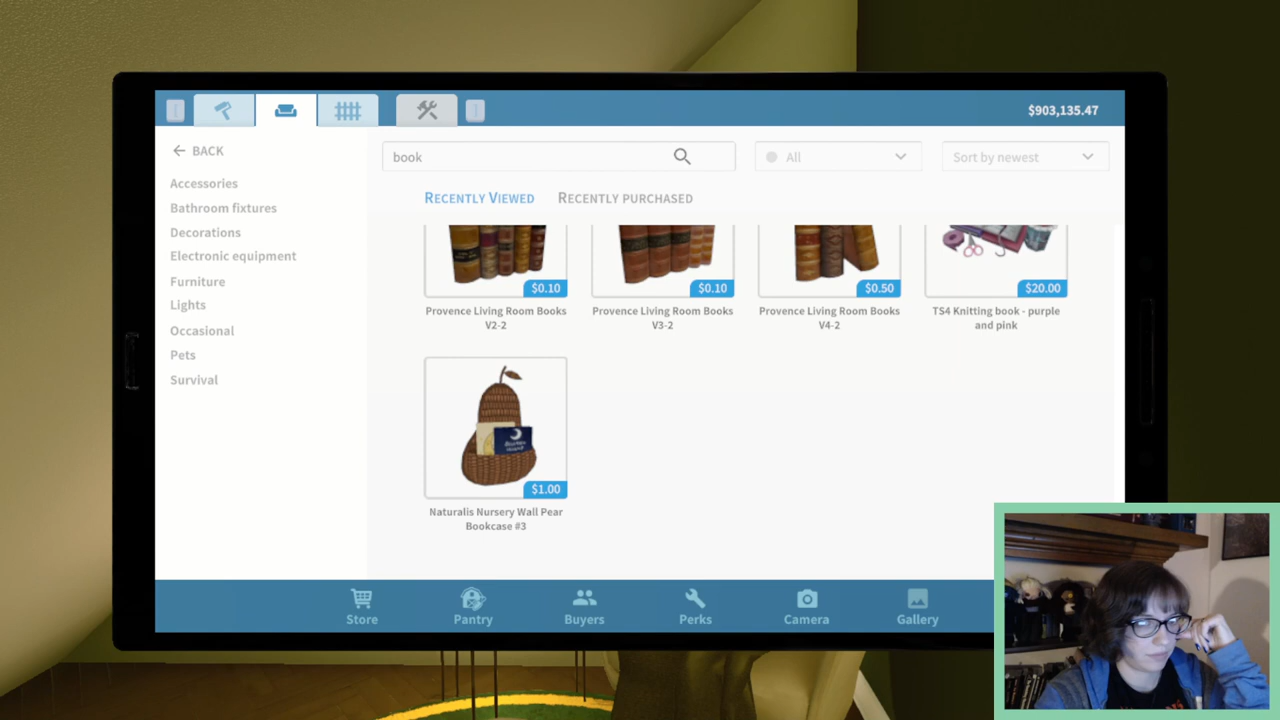 $903,135.47
BACK
Accessories
Bathroom fixtures
Decorations
Electronic equipment
Furniture
Lights
Occasional
Pets
Survival
book
All
Sort by newest
RECENTLY VIEWED
RECENTLY PURCHASED
$0.10
$0.10
$0.50
$20.00
Provence Living Room Books
V2-2
Provence Living Room Books
V3-2
Provence Living Room Books
V4-2
TS4 Knitting book - purple
and pink
$1.00
Naturalis Nursery Wall Pear
Bookcase #3
Store
Pantry
Buyers
Perks
Camera
Gallery